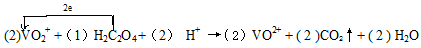 2e
(2)VO₂⁺ + (1) H₂C₂O₄ + (2) H⁺ → (2) VO²⁺ + (2)CO₂↑ + (2) H₂O